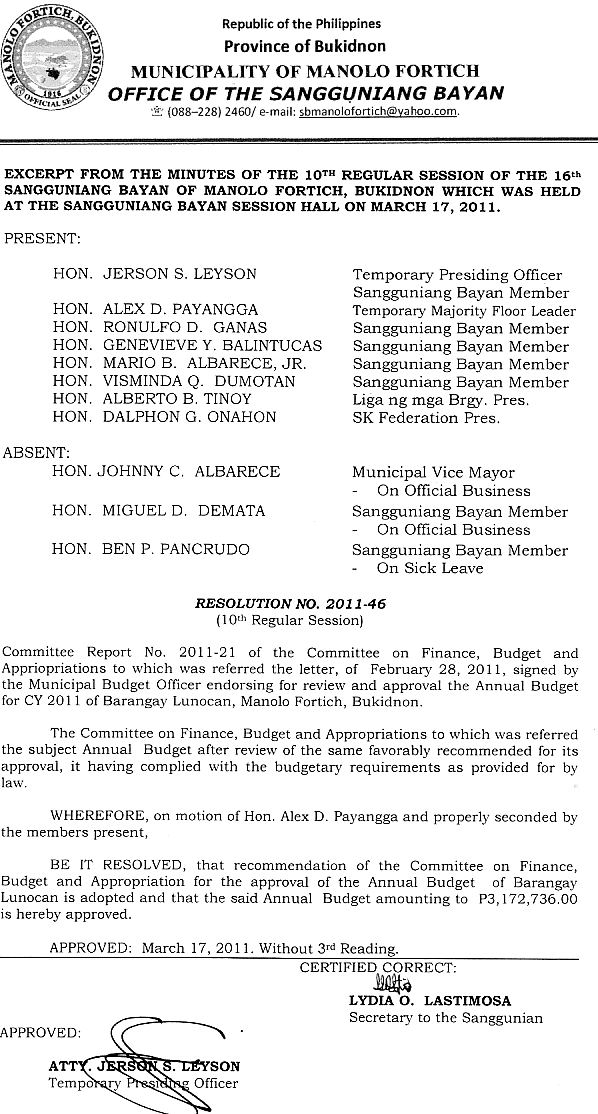 MANOLO FORTICH, BUKIDNON
1916
OFFICIAL SEAL
Republic of the Philippines
Province of Bukidnon
MUNICIPALITY OF MANOLO FORTICH
OFFICE OF THE SANGGUNIANG BAYAN
☏ (088–228) 2460/ e-mail: sbmanolofortich@yahoo.com.
EXCERPT FROM THE MINUTES OF THE 10TH REGULAR SESSION OF THE 16th
SANGGUNIANG BAYAN OF MANOLO FORTICH, BUKIDNON WHICH WAS HELD
AT THE SANGGUNIANG BAYAN SESSION HALL ON MARCH 17, 2011.
PRESENT:
HON. JERSON S. LEYSON Temporary Presiding Officer
Sangguniang Bayan Member
HON. ALEX D. PAYANGGA Temporary Majority Floor Leader
HON. RONULFO D. GANAS Sangguniang Bayan Member
HON. GENEVIEVE Y. BALINTUCAS Sangguniang Bayan Member
HON. MARIO B. ALBARECE, JR. Sangguniang Bayan Member
HON. VISMINDA Q. DUMOTAN Sangguniang Bayan Member
HON. ALBERTO B. TINOY Liga ng mga Brgy. Pres.
HON. DALPHON G. ONAHON SK Federation Pres.
ABSENT:
HON. JOHNNY C. ALBARECE Municipal Vice Mayor
- On Official Business
HON. MIGUEL D. DEMATA Sangguniang Bayan Member
- On Official Business
HON. BEN P. PANCRUDO Sangguniang Bayan Member
- On Sick Leave
RESOLUTION NO. 2011-46
(10th Regular Session)
Committee Report No. 2011-21 of the Committee on Finance, Budget and
Appriopriations to which was referred the letter, of February 28, 2011, signed by
the Municipal Budget Officer endorsing for review and approval the Annual Budget
for CY 2011 of Barangay Lunocan, Manolo Fortich, Bukidnon.
The Committee on Finance, Budget and Appropriations to which was referred
the subject Annual Budget after review of the same favorably recommended for its
approval, it having complied with the budgetary requirements as provided for by
law.
WHEREFORE, on motion of Hon. Alex D. Payangga and properly seconded by
the members present,
BE IT RESOLVED, that recommendation of the Committee on Finance,
Budget and Appropriation for the approval of the Annual Budget of Barangay
Lunocan is adopted and that the said Annual Budget amounting to P3,172,736.00
is hereby approved.
APPROVED: March 17, 2011. Without 3rd Reading.
CERTIFIED CORRECT:
LYDIA O. LASTIMOSA
Secretary to the Sanggunian
APPROVED:
ATTY. JERSON S. LEYSON
Temporary Presiding Officer